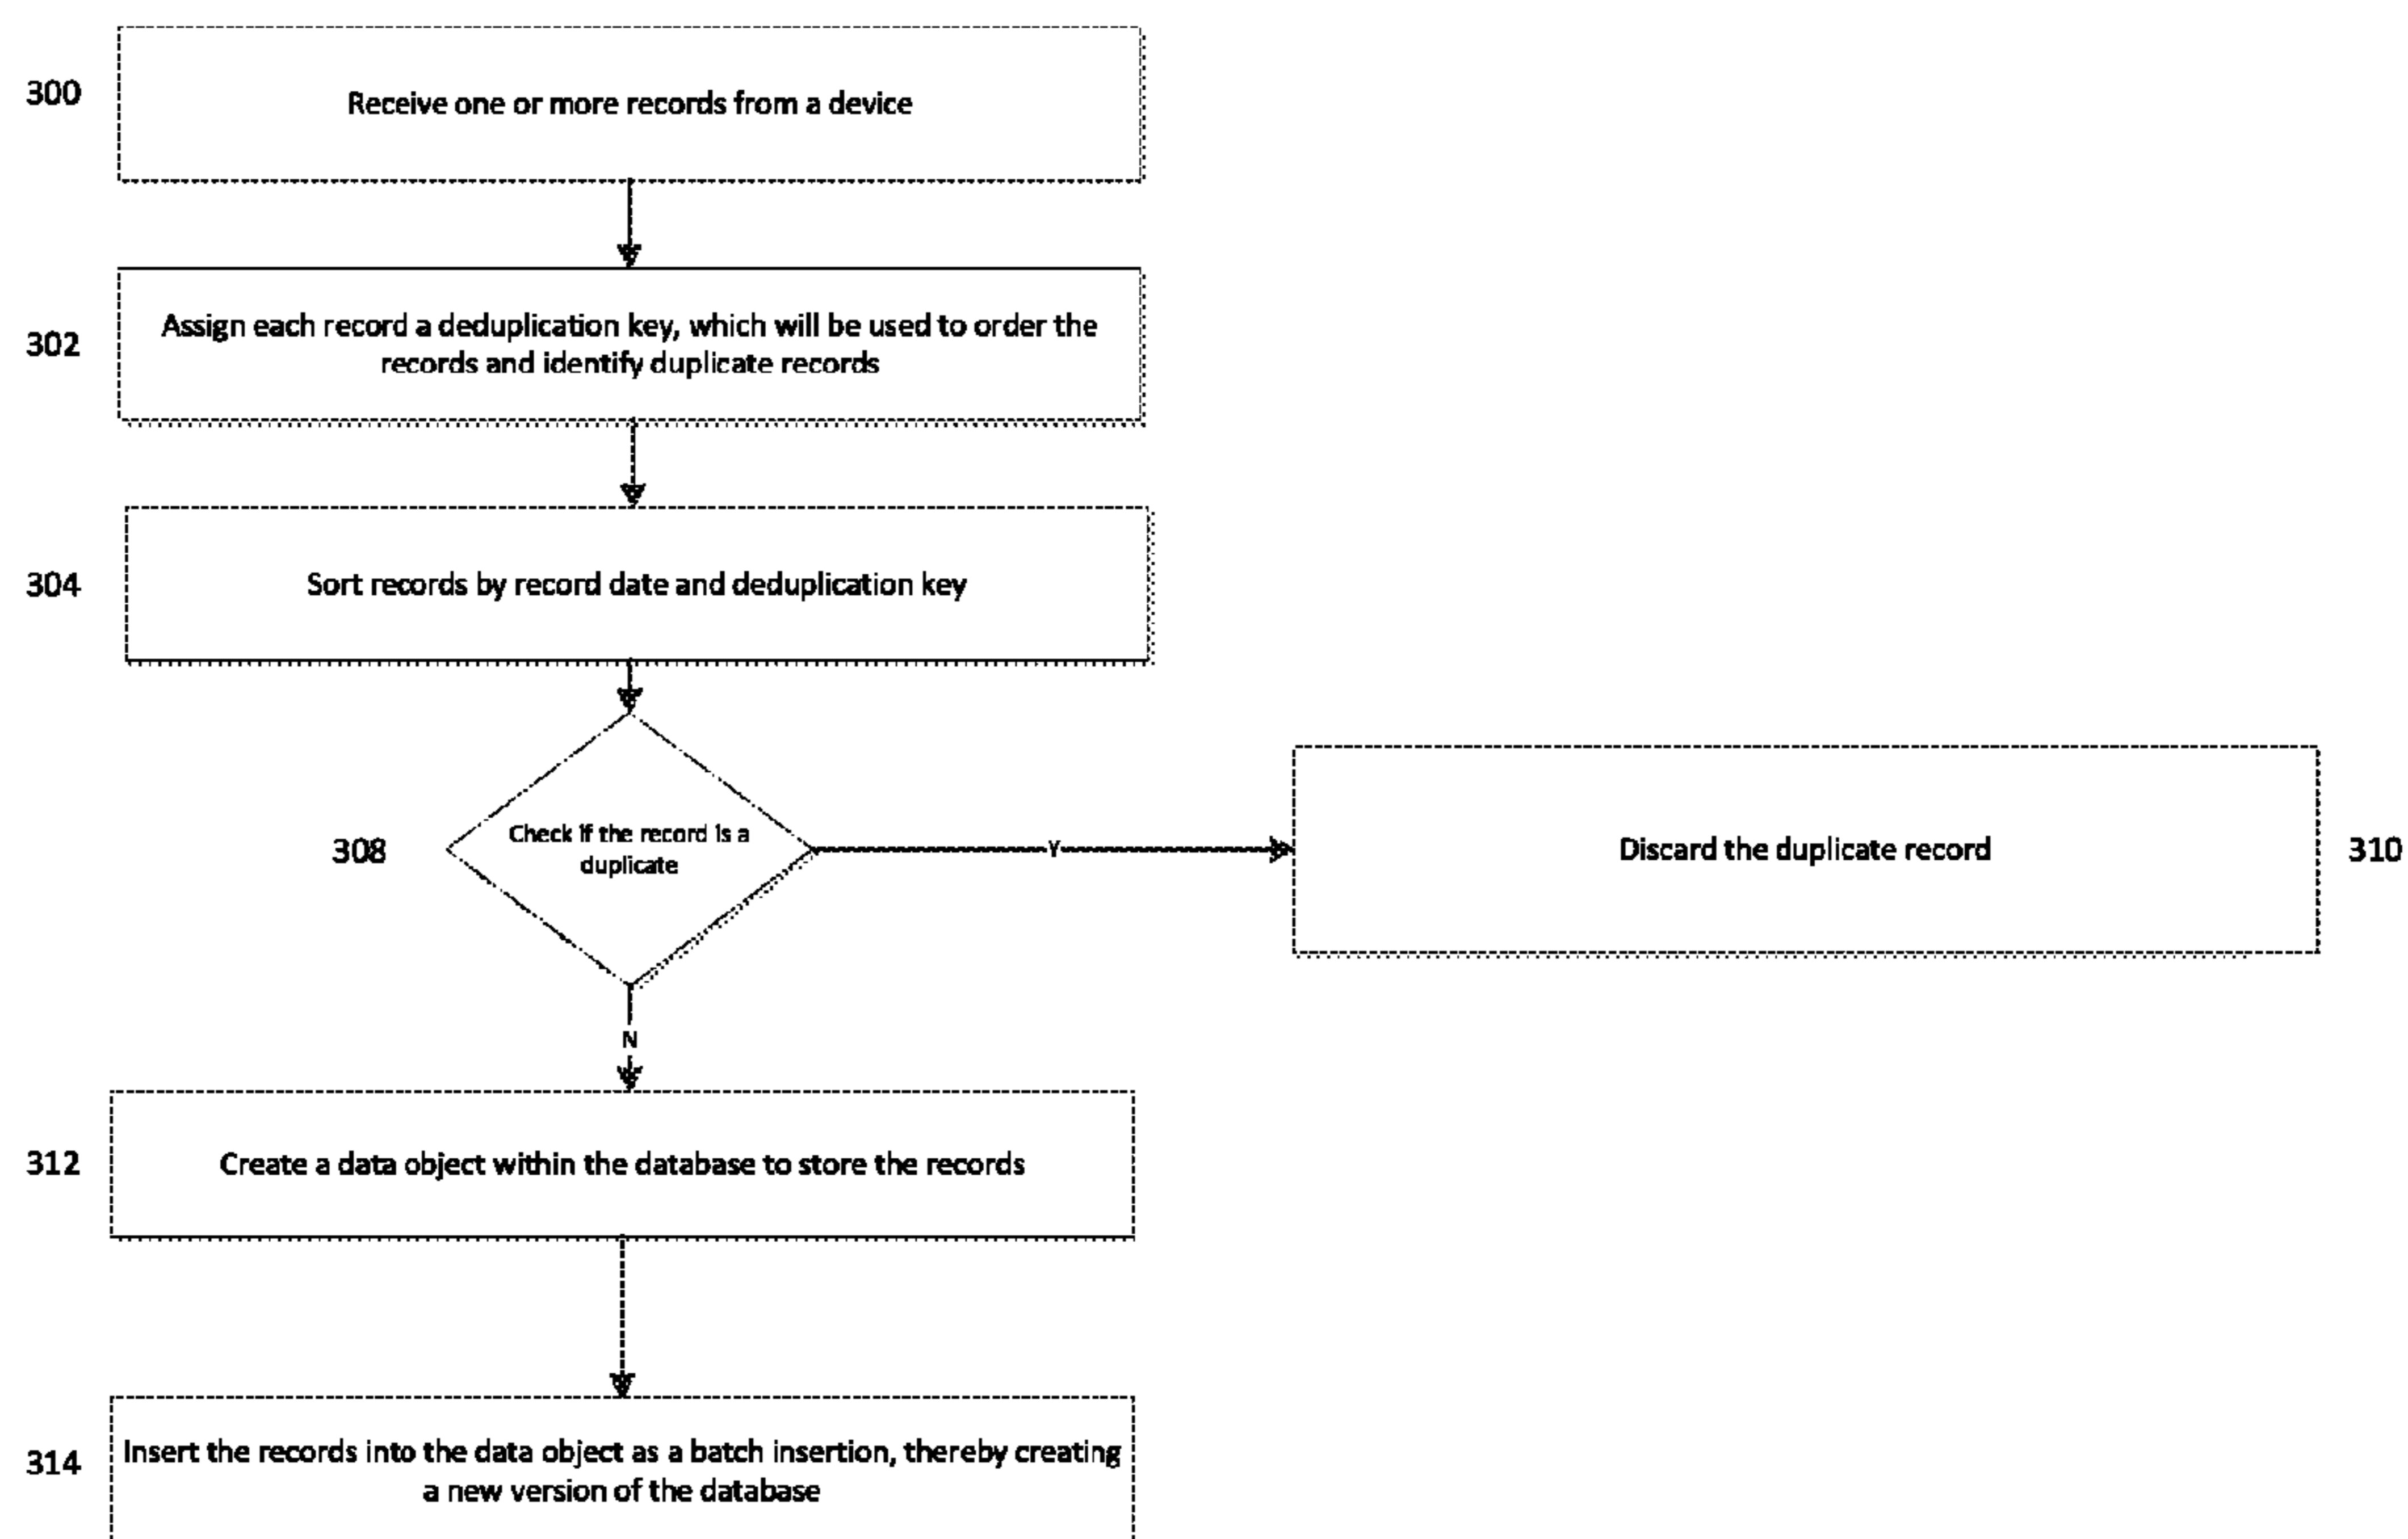 300
Receive one or more records from a device
302
Assign each record a deduplication key, which will be used to order the
records and identify duplicate records
304
Sort records by record date and deduplication key
308
Check if the record is a
duplicate
Y
Discard the duplicate record
310
N
312
Create a data object within the database to store the records
314
Insert the records into the data object as a batch insertion, thereby creating
a new version of the database